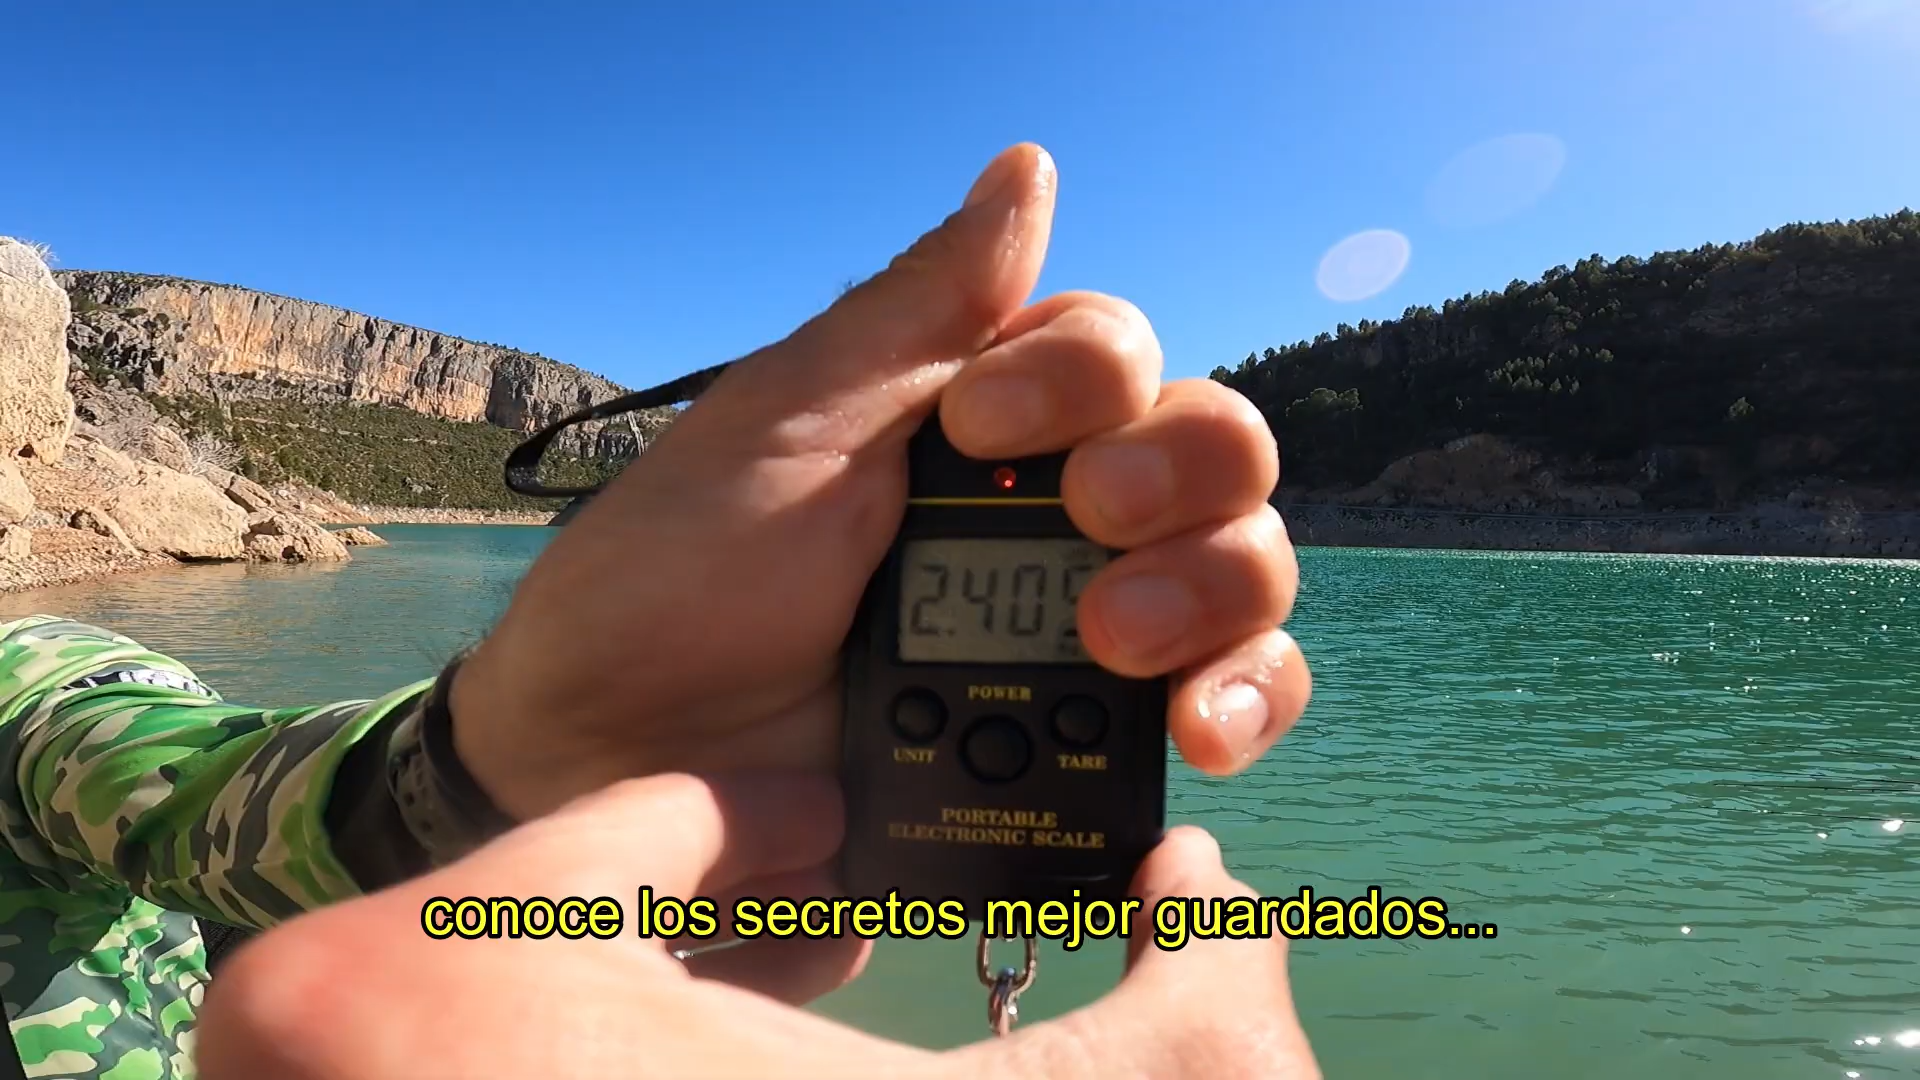 2.405
POWER
UNIT
TARE
PORTABLE
ELECTRONIC SCALE
conoce los secretos mejor guardados...